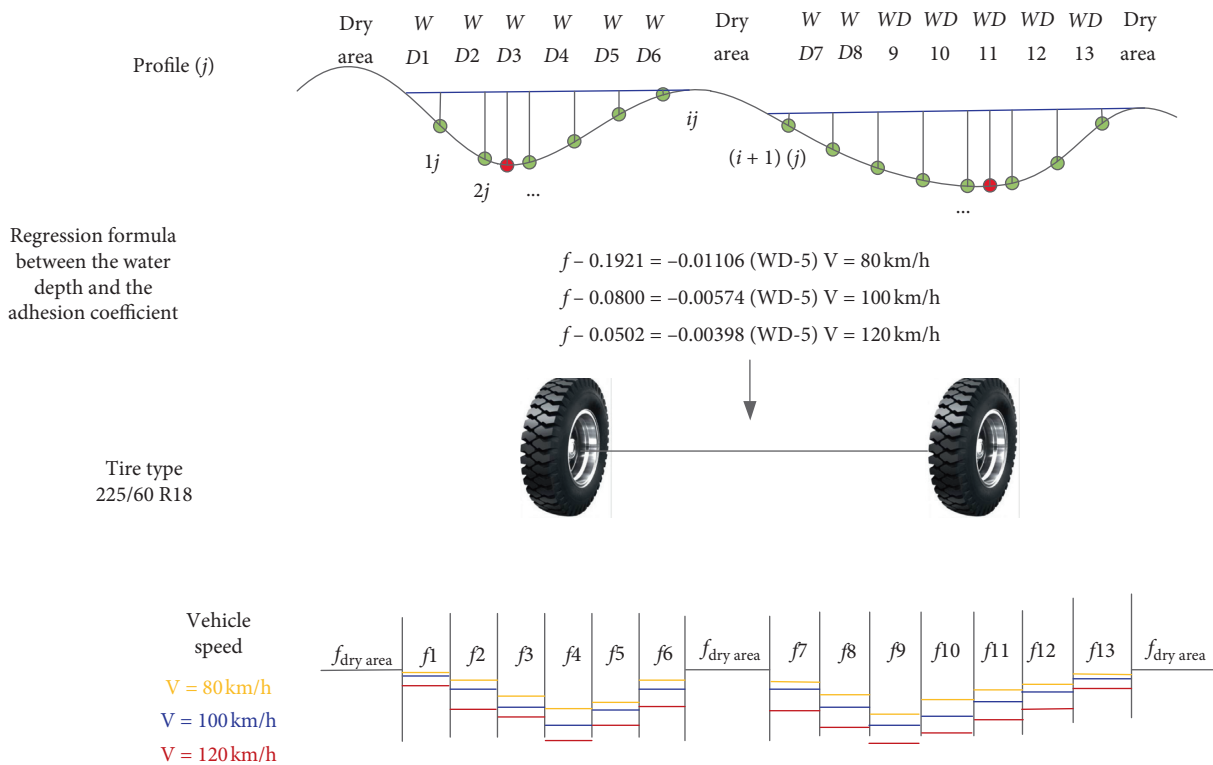 Dry W W W W W W Dry W W WD WD WD WD WD Dry
area D1 D2 D3 D4 D5 D6 area D7 D8 9 10 11 12 13 area
Profile (j)
ij
1j
(i + 1) (j)
2j
...
...
Regression formula
between the water
depth and the
adhesion coefficient
f – 0.1921 = –0.01106 (WD-5) V = 80 km/h
f – 0.0800 = –0.00574 (WD-5) V = 100 km/h
f – 0.0502 = –0.00398 (WD-5) V = 120 km/h
Tire type
225/60 R18
Vehicle
speed
f dry area f1 f2 f3 f4 f5 f6 f dry area f7 f8 f9 f10 f11 f12 f13 f dry area
V = 80 km/h
V = 100 km/h
V = 120 km/h